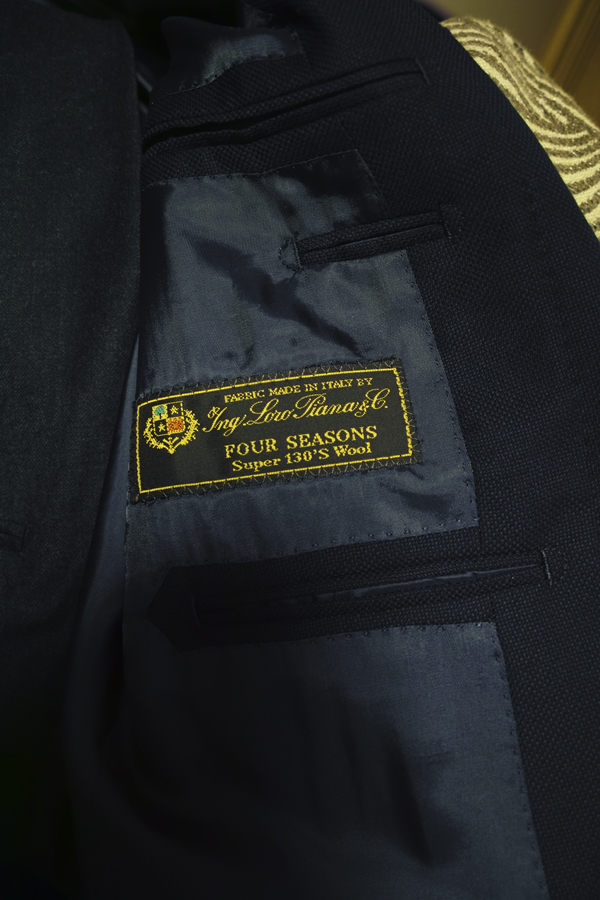 FABRIC MADE IN ITALY BY
Ing. Loro Piana & C.
FOUR SEASONS
Super 130'S Wool